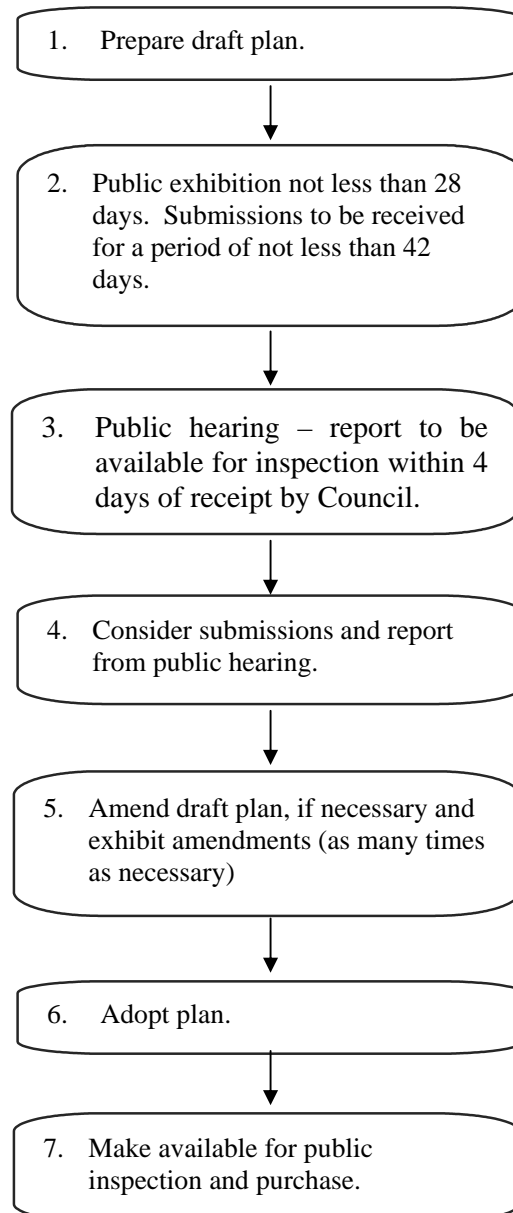 1. Prepare draft plan.
2. Public exhibition not less than 28
days. Submissions to be received
for a period of not less than 42
days.
3. Public hearing – report to be
available for inspection within 4
days of receipt by Council.
4. Consider submissions and report
from public hearing.
5. Amend draft plan, if necessary and
exhibit amendments (as many times
as necessary)
6. Adopt plan.
7. Make available for public
inspection and purchase.